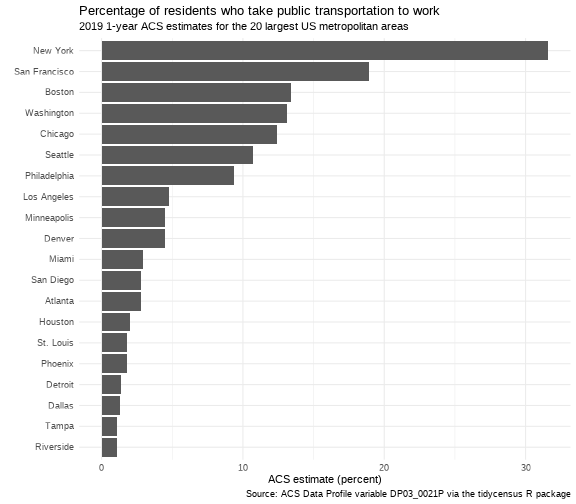 Percentage of residents who take public transportation to work
2019 1-year ACS estimates for the 20 largest US metropolitan areas
New York
San Francisco
Boston
Washington
Chicago
Seattle
Philadelphia
Los Angeles
Minneapolis
Denver
Miami
San Diego
Atlanta
Houston
St. Louis
Phoenix
Detroit
Dallas
Tampa
Riverside
0 10 20 30
ACS estimate (percent)
Source: ACS Data Profile variable DP03_0021P via the tidycensus R package